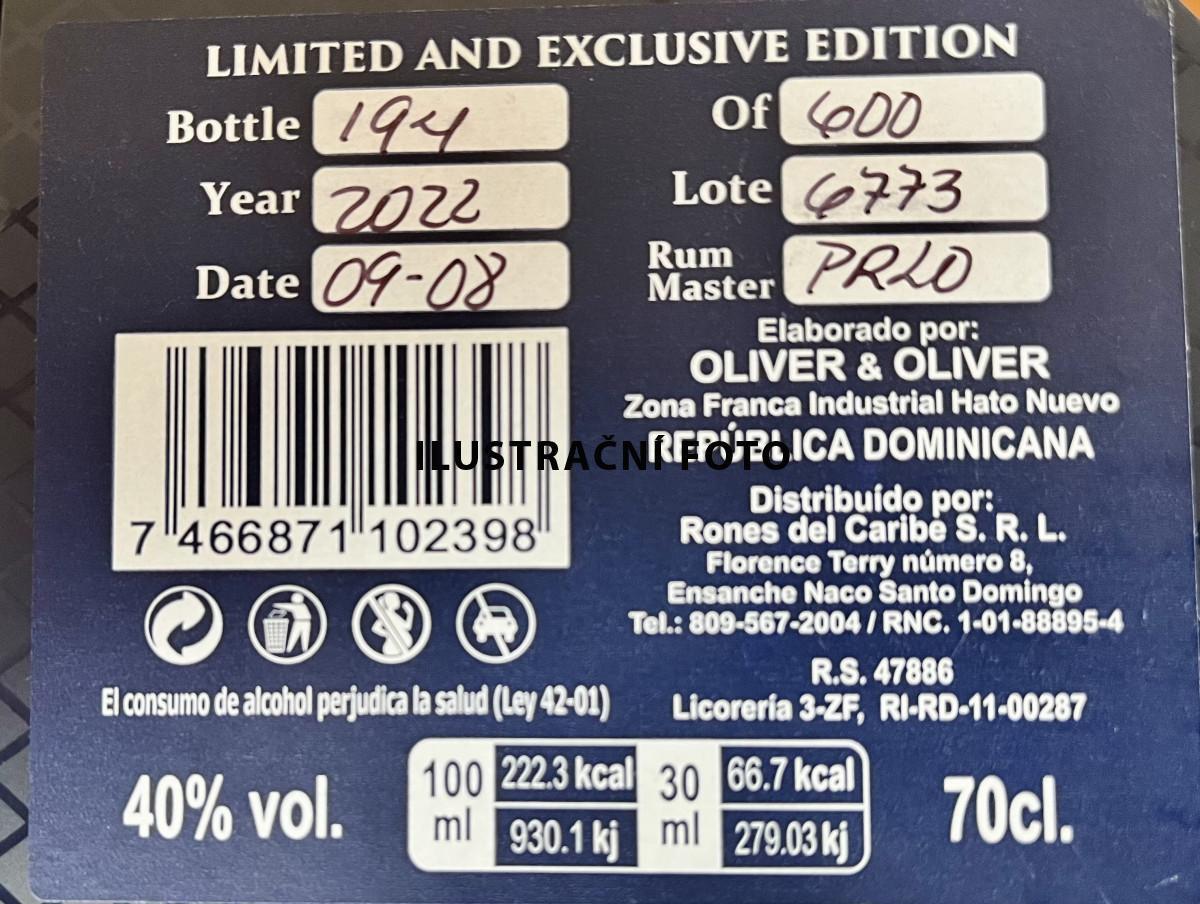 LIMITED AND EXCLUSIVE EDITION
Bottle 194 Of 600
Year 2022 Lote 6773
Date 09-08 Rum Master PRLO
Elaborado por:
OLIVER & OLIVER
Zona Franca Industrial Hato Nuevo
REPÚBLICA DOMINICANA
ILUSTRAČNÍ FOTO
7 466871 102398
Distribuído por:
Rones del Caribe S. R. L.
Florence Terry número 8,
Ensanche Naco Santo Domingo
Tel.: 809-567-2004 / RNC. 1-01-88895-4
R.S. 47886
Licorería 3-ZF, RI-RD-11-00287
El consumo de alcohol perjudica la salud (Ley 42-01)
40% vol.
100 ml 222.3 kcal 930.1 kj
30 ml 66.7 kcal 279.03 kj
70cl.